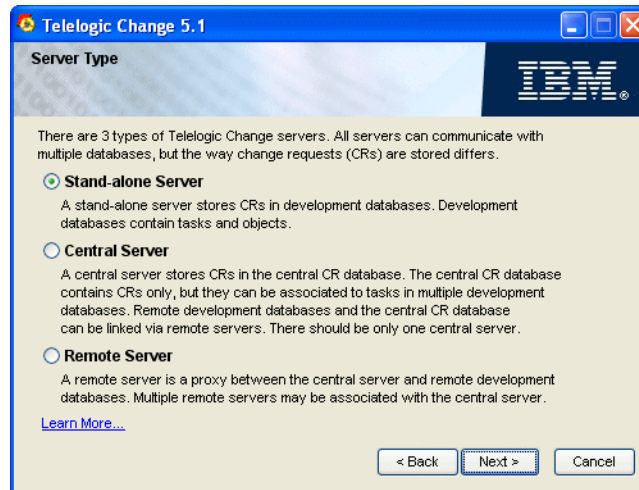 Telelogic Change 5.1
Server Type
IBM®
There are 3 types of Telelogic Change servers. All servers can communicate with
multiple databases, but the way change requests (CRs) are stored differs.
Stand-alone Server
A stand-alone server stores CRs in development databases. Development
databases contain tasks and objects.
Central Server
A central server stores CRs in the central CR database. The central CR database
contains CRs only, but they can be associated to tasks in multiple development
databases. Remote development databases and the central CR database
can be linked via remote servers. There should be only one central server.
Remote Server
A remote server is a proxy between the central server and remote development
databases. Multiple remote servers may be associated with the central server.
Learn More...
< Back
Next >
Cancel